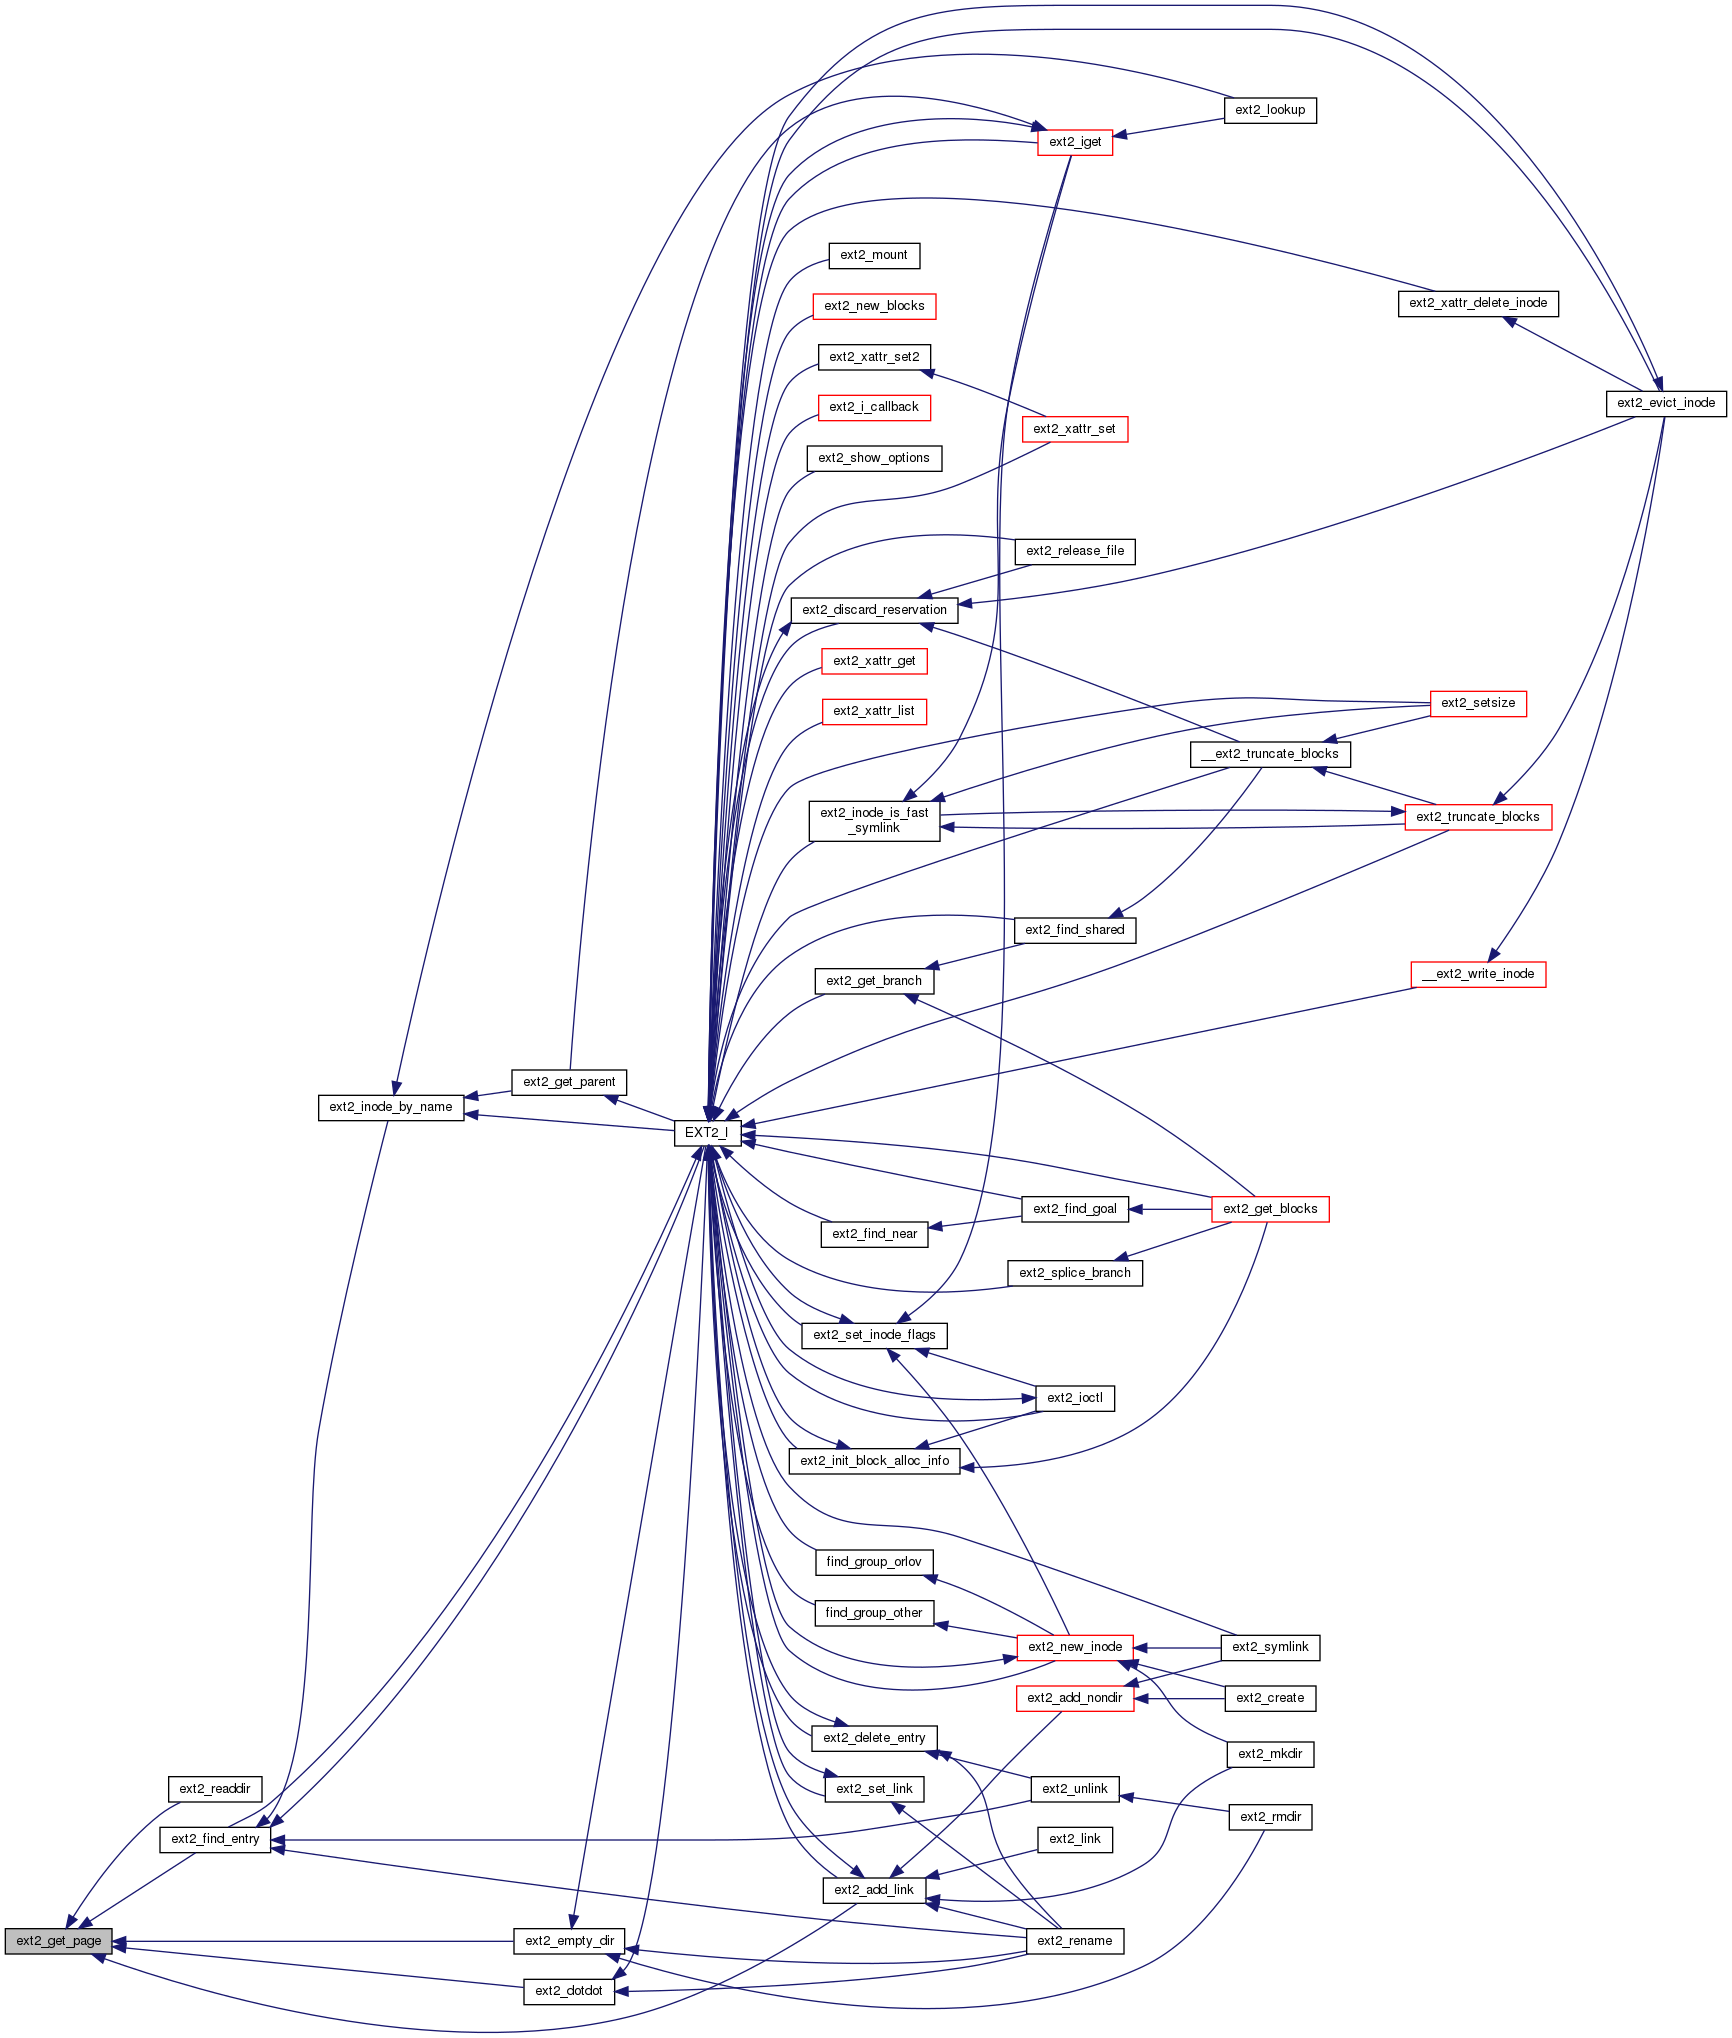 ext2_lookup
ext2_iget
ext2_mount
ext2_xattr_delete_inode
ext2_new_blocks
ext2_xattr_set2
ext2_evict_inode
ext2_i_callback
ext2_xattr_set
ext2_show_options
ext2_release_file
ext2_discard_reservation
ext2_xattr_get
ext2_setsize
ext2_xattr_list
__ext2_truncate_blocks
ext2_inode_is_fast
_symlink
ext2_truncate_blocks
ext2_find_shared
__ext2_write_inode
ext2_get_branch
ext2_get_parent
ext2_inode_by_name
EXT2_I
ext2_find_goal
ext2_get_blocks
ext2_find_near
ext2_splice_branch
ext2_set_inode_flags
ext2_ioctl
ext2_init_block_alloc_info
find_group_orlov
find_group_other
ext2_new_inode
ext2_symlink
ext2_add_nondir
ext2_create
ext2_delete_entry
ext2_mkdir
ext2_readdir
ext2_set_link
ext2_unlink
ext2_rmdir
ext2_find_entry
ext2_link
ext2_add_link
ext2_get_page
ext2_empty_dir
ext2_rename
ext2_dotdot